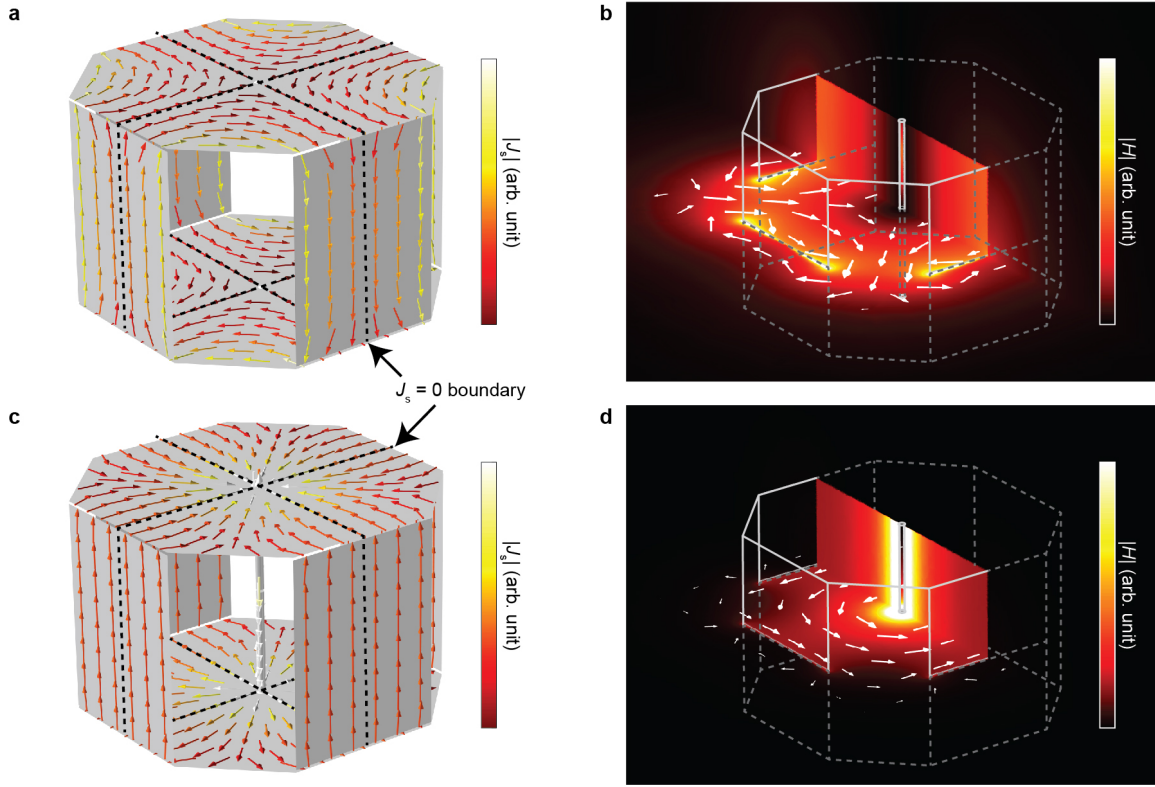 a
b
|Jₛ| (arb. unit)
|H| (arb. unit)
Jₛ = 0 boundary
c
d
|Jₛ| (arb. unit)
|H| (arb. unit)